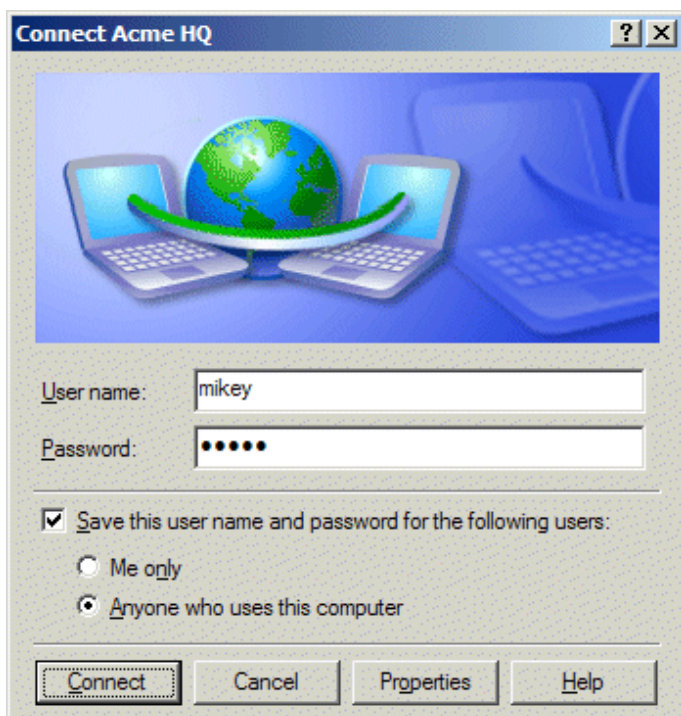 Connect Acme HQ
User name:
mikey
Password:
•••••
Save this user name and password for the following users:
Me only
Anyone who uses this computer
Connect Cancel Properties Help